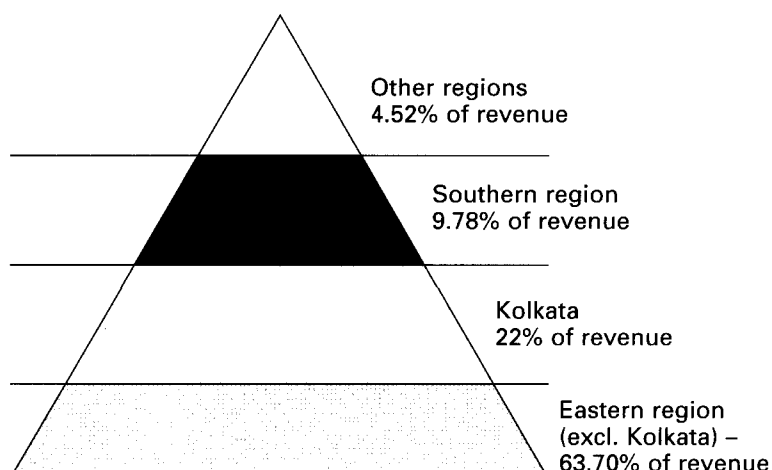 Other regions
4.52% of revenue
Southern region
9.78% of revenue
Kolkata
22% of revenue
Eastern region
(excl. Kolkata) –
63.70% of revenue